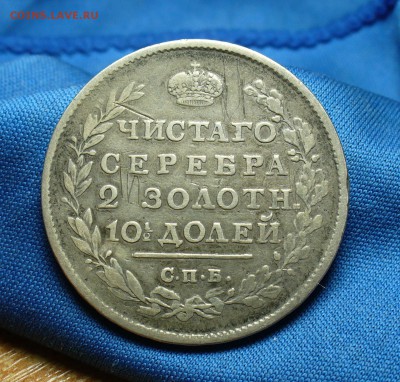 COINS.LAVE.RU
ЧИСТАГО
СЕРЕБРА
2 ЗОЛОТН.
10½ ДОЛЕЙ
С.П.Б.